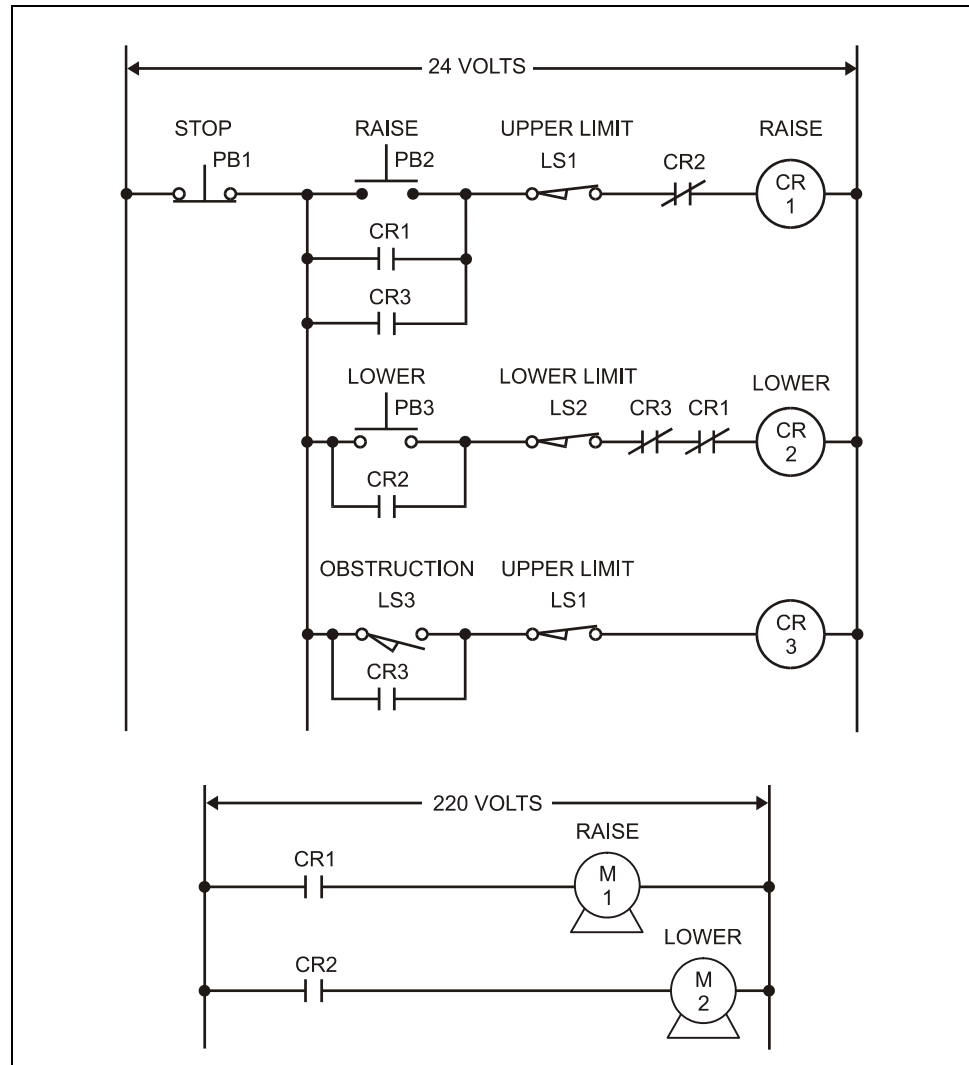 24 VOLTS
STOP RAISE UPPER LIMIT RAISE
PB1 PB2 LS1 CR2
CR
1
CR1
CR3
LOWER LOWER LIMIT LOWER
PB3 LS2 CR3 CR1
CR
2
CR2
OBSTRUCTION UPPER LIMIT
LS3 LS1
CR
3
CR3
220 VOLTS
RAISE
CR1
M
1
LOWER
CR2
M
2